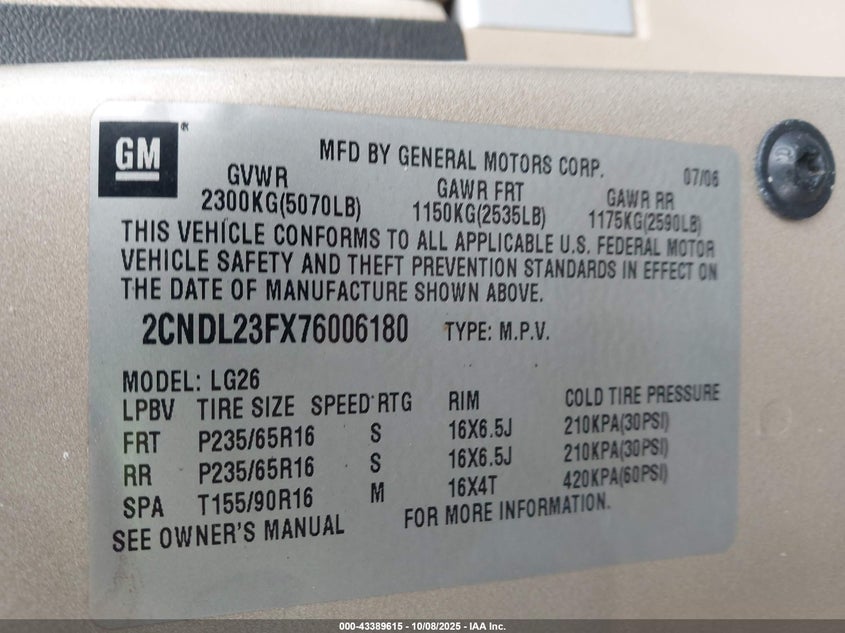 GM ®
MFD BY GENERAL MOTORS CORP. 07/06
GVWR GAWR FRT GAWR RR
2300KG(5070LB) 1150KG(2535LB) 1175KG(2590LB)
THIS VEHICLE CONFORMS TO ALL APPLICABLE U.S. FEDERAL MOTOR
VEHICLE SAFETY AND THEFT PREVENTION STANDARDS IN EFFECT ON
THE DATE OF MANUFACTURE SHOWN ABOVE.
2CNDL23FX76006180 TYPE: M.P.V.
MODEL: LG26
LPBV TIRE SIZE SPEED RTG RIM COLD TIRE PRESSURE
FRT P235/65R16 S 16X6.5J 210KPA(30PSI)
RR P235/65R16 S 16X6.5J 210KPA(30PSI)
SPA T155/90R16 M 16X4T 420KPA(60PSI)
SEE OWNER'S MANUAL FOR MORE INFORMATION.
000-43389615 - 10/08/2025 - IAA Inc.